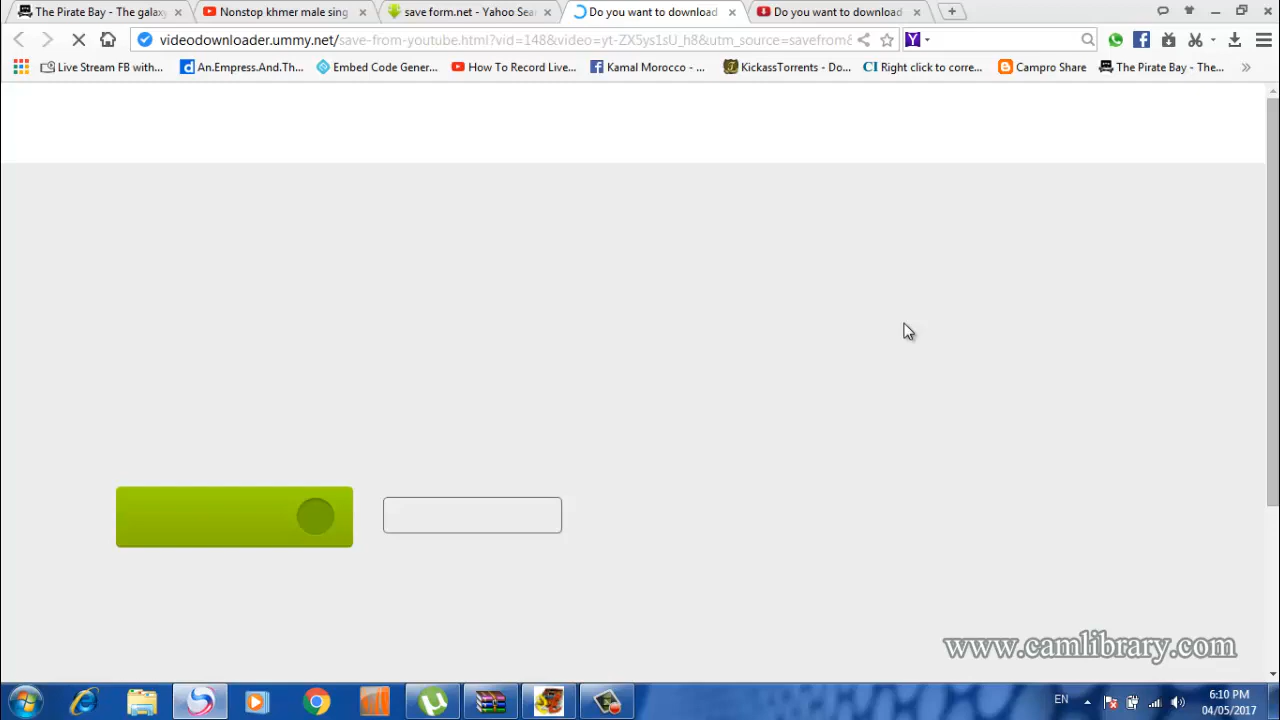 The Pirate Bay - The galax
Nonstop khmer male sing
save form.net - Yahoo Sea
Do you want to download
Do you want to download
videodownloader.ummy.net/save-from-youtube.html?vid=148&video=yt-ZX5ys1sU_h8&utm_source=savefrom&
Live Stream FB with...
An.Empress.And.Th...
Embed Code Gener...
How To Record Live...
Kamal Morocco - ...
KickassTorrents - Do...
CI Right click to corre...
Campro Share
The Pirate Bay - The...
www.camlibrary.com
EN
6:10 PM
04/05/2017